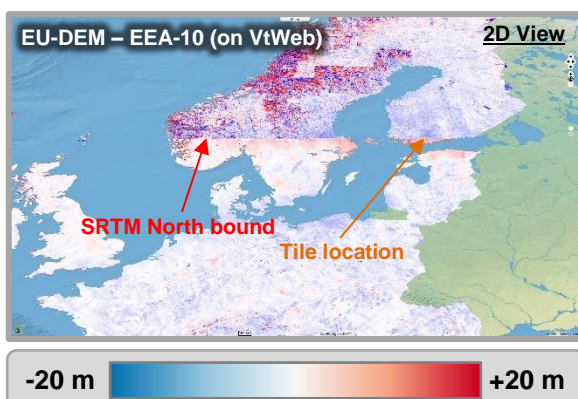 EU-DEM – EEA-10 (on VtWeb)
2D View
SRTM North bound
Tile location
-20 m
+20 m